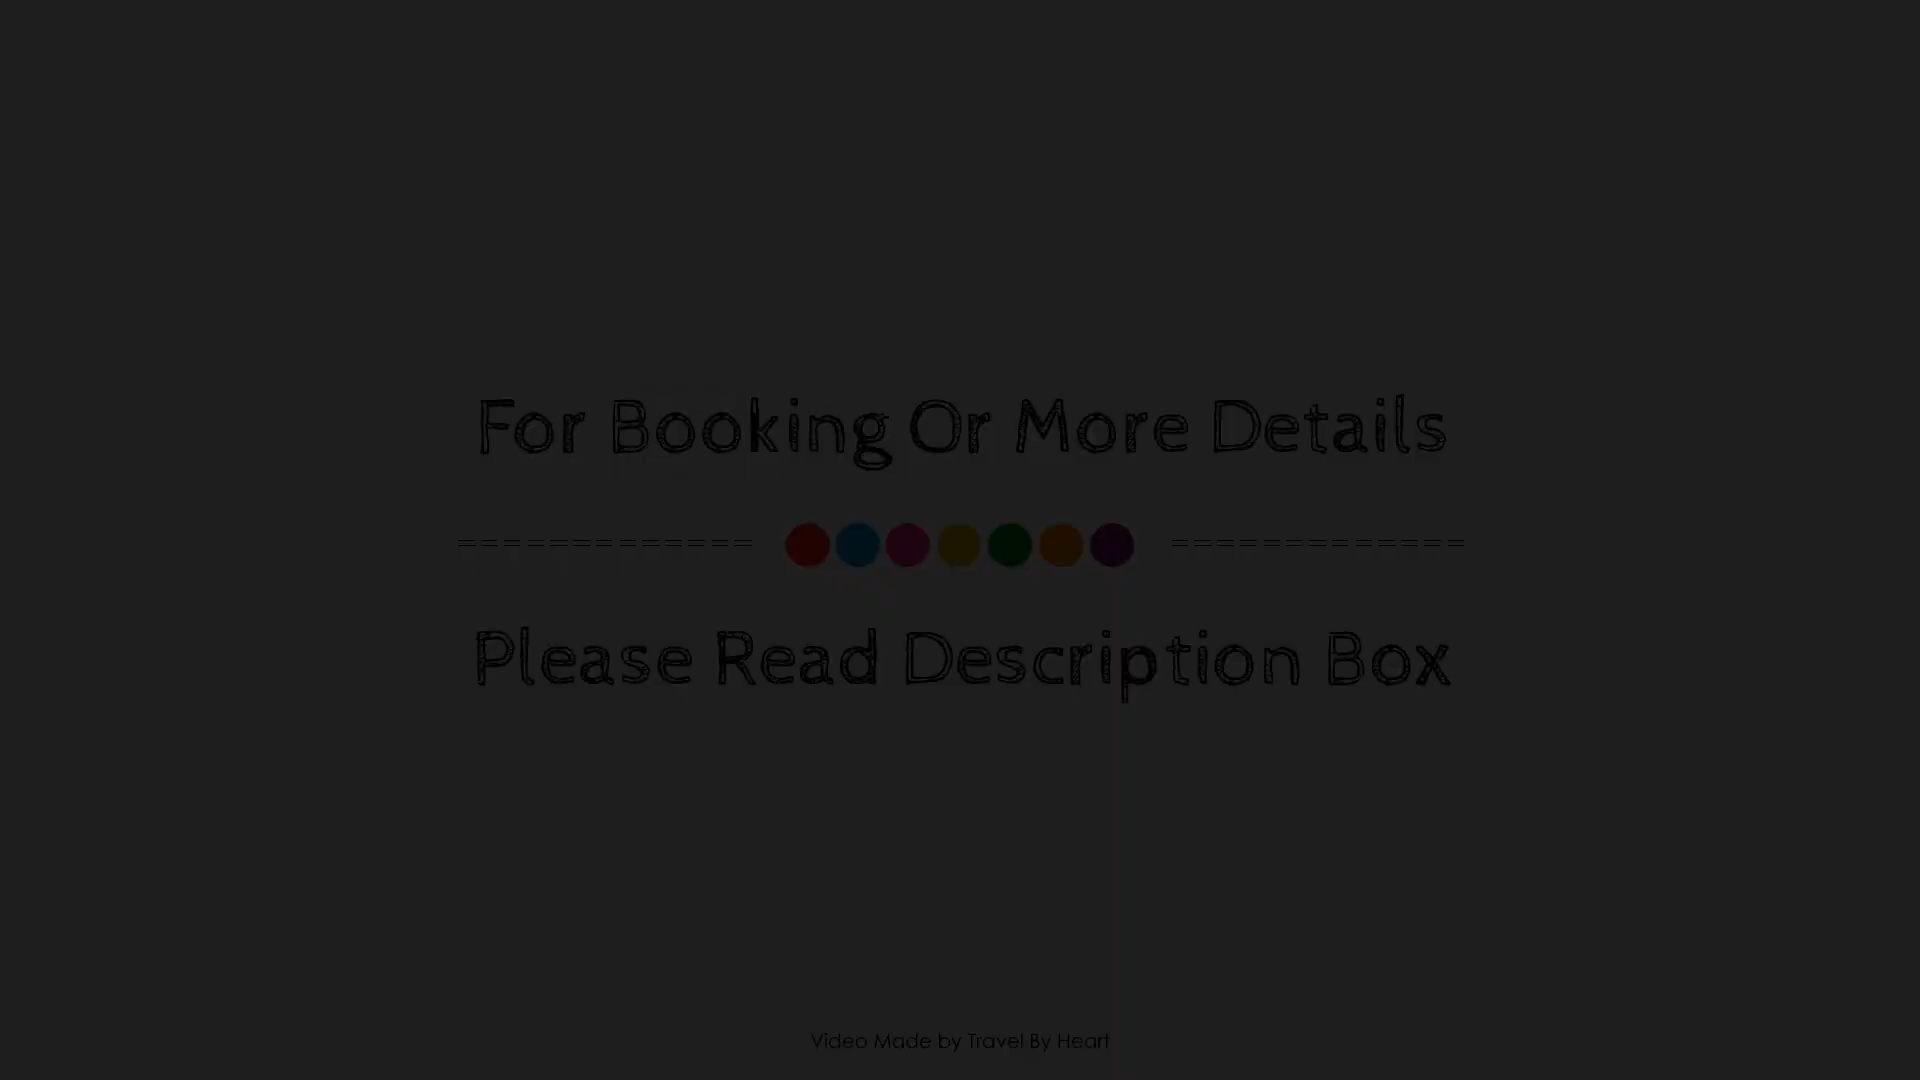 For Booking Or More Details
============= =============
Please Read Description Box
Video Made by Travel By Heart